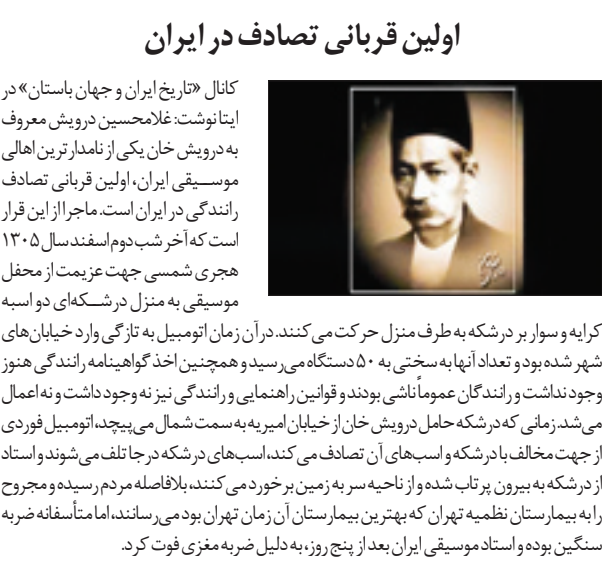 اولین قربانی تصادف در ایران
کانال «تاریخ ایران و جهان باستان» در
ایتا نوشت: غلامحسین درویش معروف
به درویش خان یکی از نامدارترین اهالی
موسیقی ایران، اولین قربانی تصادف
رانندگی در ایران است. ماجرا از این قرار
است که آخر شب دوم اسفند سال ۱۳۰۵
هجری شمسی جهت عزیمت از محفل
موسیقی به منزل درشکه‌ای دو اسبه
کرایه و سوار بر درشکه به طرف منزل حرکت می‌کنند. در آن زمان اتومبیل به تازگی وارد خیابان‌های
شهر شده بود و تعداد آنها به سختی به ۵۰ دستگاه می‌رسید و همچنین اخذ گواهینامه رانندگی هنوز
وجود نداشت و رانندگان عموماً ناشی بودند و قوانین راهنمایی و رانندگی نیز نه وجود داشت و نه اعمال
می‌شد. زمانی که درشکه حامل درویش خان از خیابان امیریه به سمت شمال می‌پیچد، اتومبیل فوردی
از جهت مخالف با درشکه و اسب‌های آن تصادف می‌کند، اسب‌های درشکه در جا تلف می‌شوند و استاد
از درشکه به بیرون پرتاب شده و از ناحیه سر به زمین برخورد می‌کنند، بلافاصله مردم رسیده و مجروح
را به بیمارستان نظمیه تهران که بهترین بیمارستان آن زمان تهران بود می‌رسانند، اما متأسفانه ضربه
سنگین بوده و استاد موسیقی ایران بعد از پنج روز، به دلیل ضربه مغزی فوت کرد.